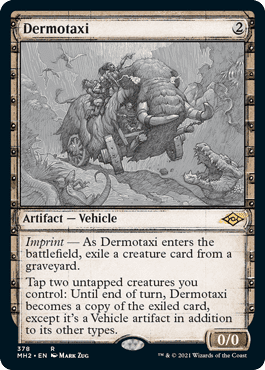 Dermotaxi 2
Artifact — Vehicle
Imprint — As Dermotaxi enters the
battlefield, exile a creature card from a
graveyard.
Tap two untapped creatures you
control: Until end of turn, Dermotaxi
becomes a copy of the exiled card,
except it's a Vehicle artifact in addition
to its other types.
0/0
378 R
MH2 • EN MARK ZUG
™ & © 2021 Wizards of the Coast